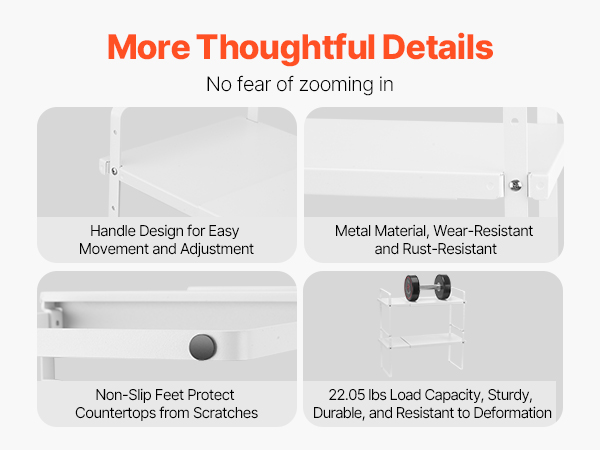 More Thoughtful Details
No fear of zooming in
Handle Design for Easy
Movement and Adjustment
Metal Material, Wear-Resistant
and Rust-Resistant
Non-Slip Feet Protect
Countertops from Scratches
22.05 lbs Load Capacity, Sturdy,
Durable, and Resistant to Deformation